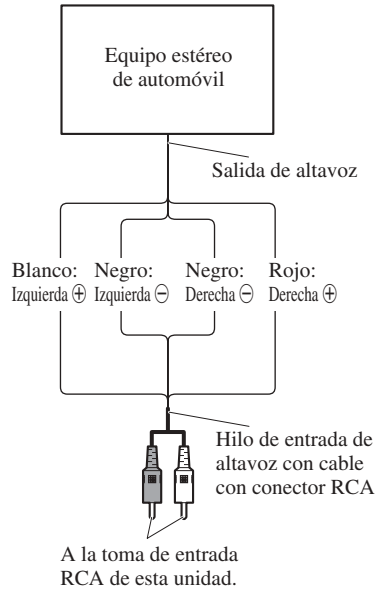 Equipo estéreo
de automóvil
Salida de altavoz
Blanco: Negro: Negro: Rojo:
Izquierda ⊕ Izquierda ⊖ Derecha ⊖ Derecha ⊕
Hilo de entrada de
altavoz con cable
con conector RCA
A la toma de entrada
RCA de esta unidad.